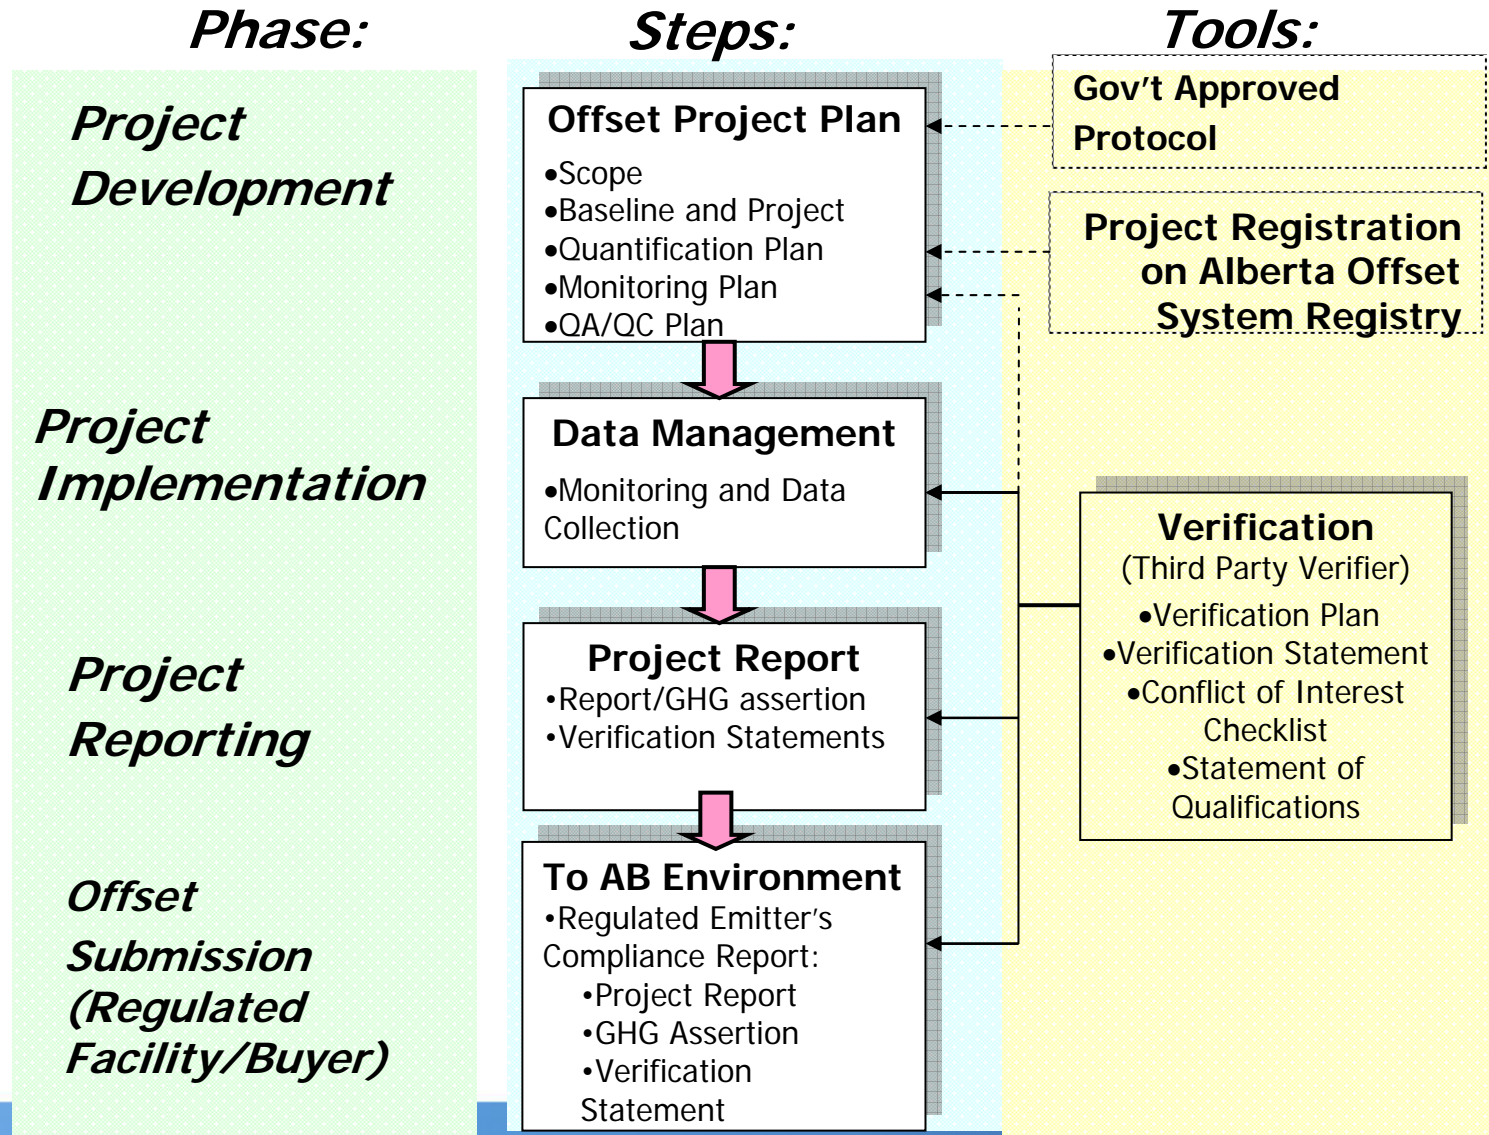 Phase:
Steps:
Tools:
Project
Development
Offset Project Plan
•Scope
•Baseline and Project
•Quantification Plan
•Monitoring Plan
•QA/QC Plan
Gov't Approved
Protocol
Project Registration
on Alberta Offset
System Registry
Project
Implementation
Data Management
•Monitoring and Data
Collection
Verification
(Third Party Verifier)
•Verification Plan
•Verification Statement
•Conflict of Interest
Checklist
•Statement of
Qualifications
Project
Reporting
Project Report
•Report/GHG assertion
•Verification Statements
Offset
Submission
(Regulated
Facility/Buyer)
To AB Environment
•Regulated Emitter's
Compliance Report:
•Project Report
•GHG Assertion
•Verification
Statement